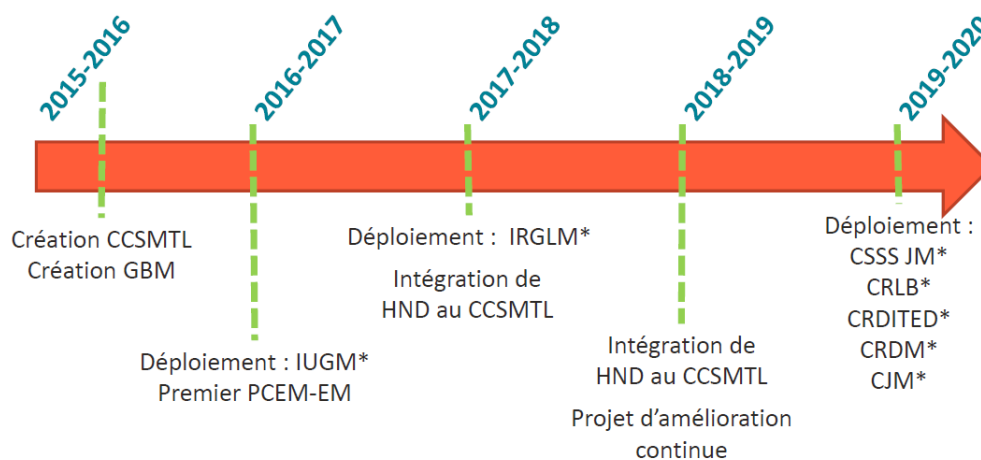 2015-2016
2016-2017
2017-2018
2018-2019
2019-2020
Création CCSMTL
Création GBM
Déploiement : IUGM*
Premier PCEM-EM
Déploiement : IRGLM*
Intégration de
HND au CCSMTL
Intégration de
HND au CCSMTL
Projet d'amélioration
continue
Déploiement :
CSSS JM*
CRLB*
CRDITED*
CRDM*
CJM*